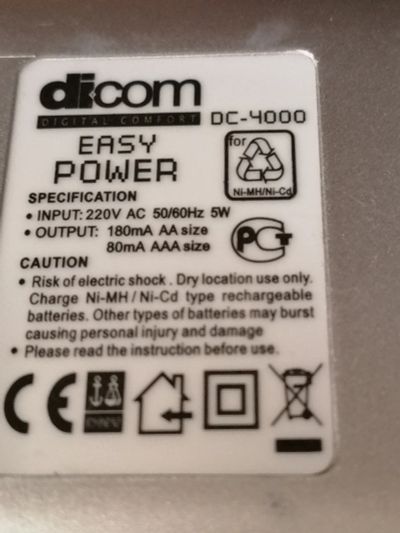 dicom
DIGITAL COMFORT
DC-4000
EASY
POWER
for
Ni-MH/Ni-Cd
SPECIFICATION
• INPUT: 220V AC 50/60Hz 5W
• OUTPUT: 180mA AA size
80mA AAA size
PCT
CAUTION
• Risk of electric shock . Dry location use only.
Charge Ni-MH / Ni-Cd type rechargeable
batteries. Other types of batteries may burst
causing personal injury and damage
• Please read the instruction before use.
CE